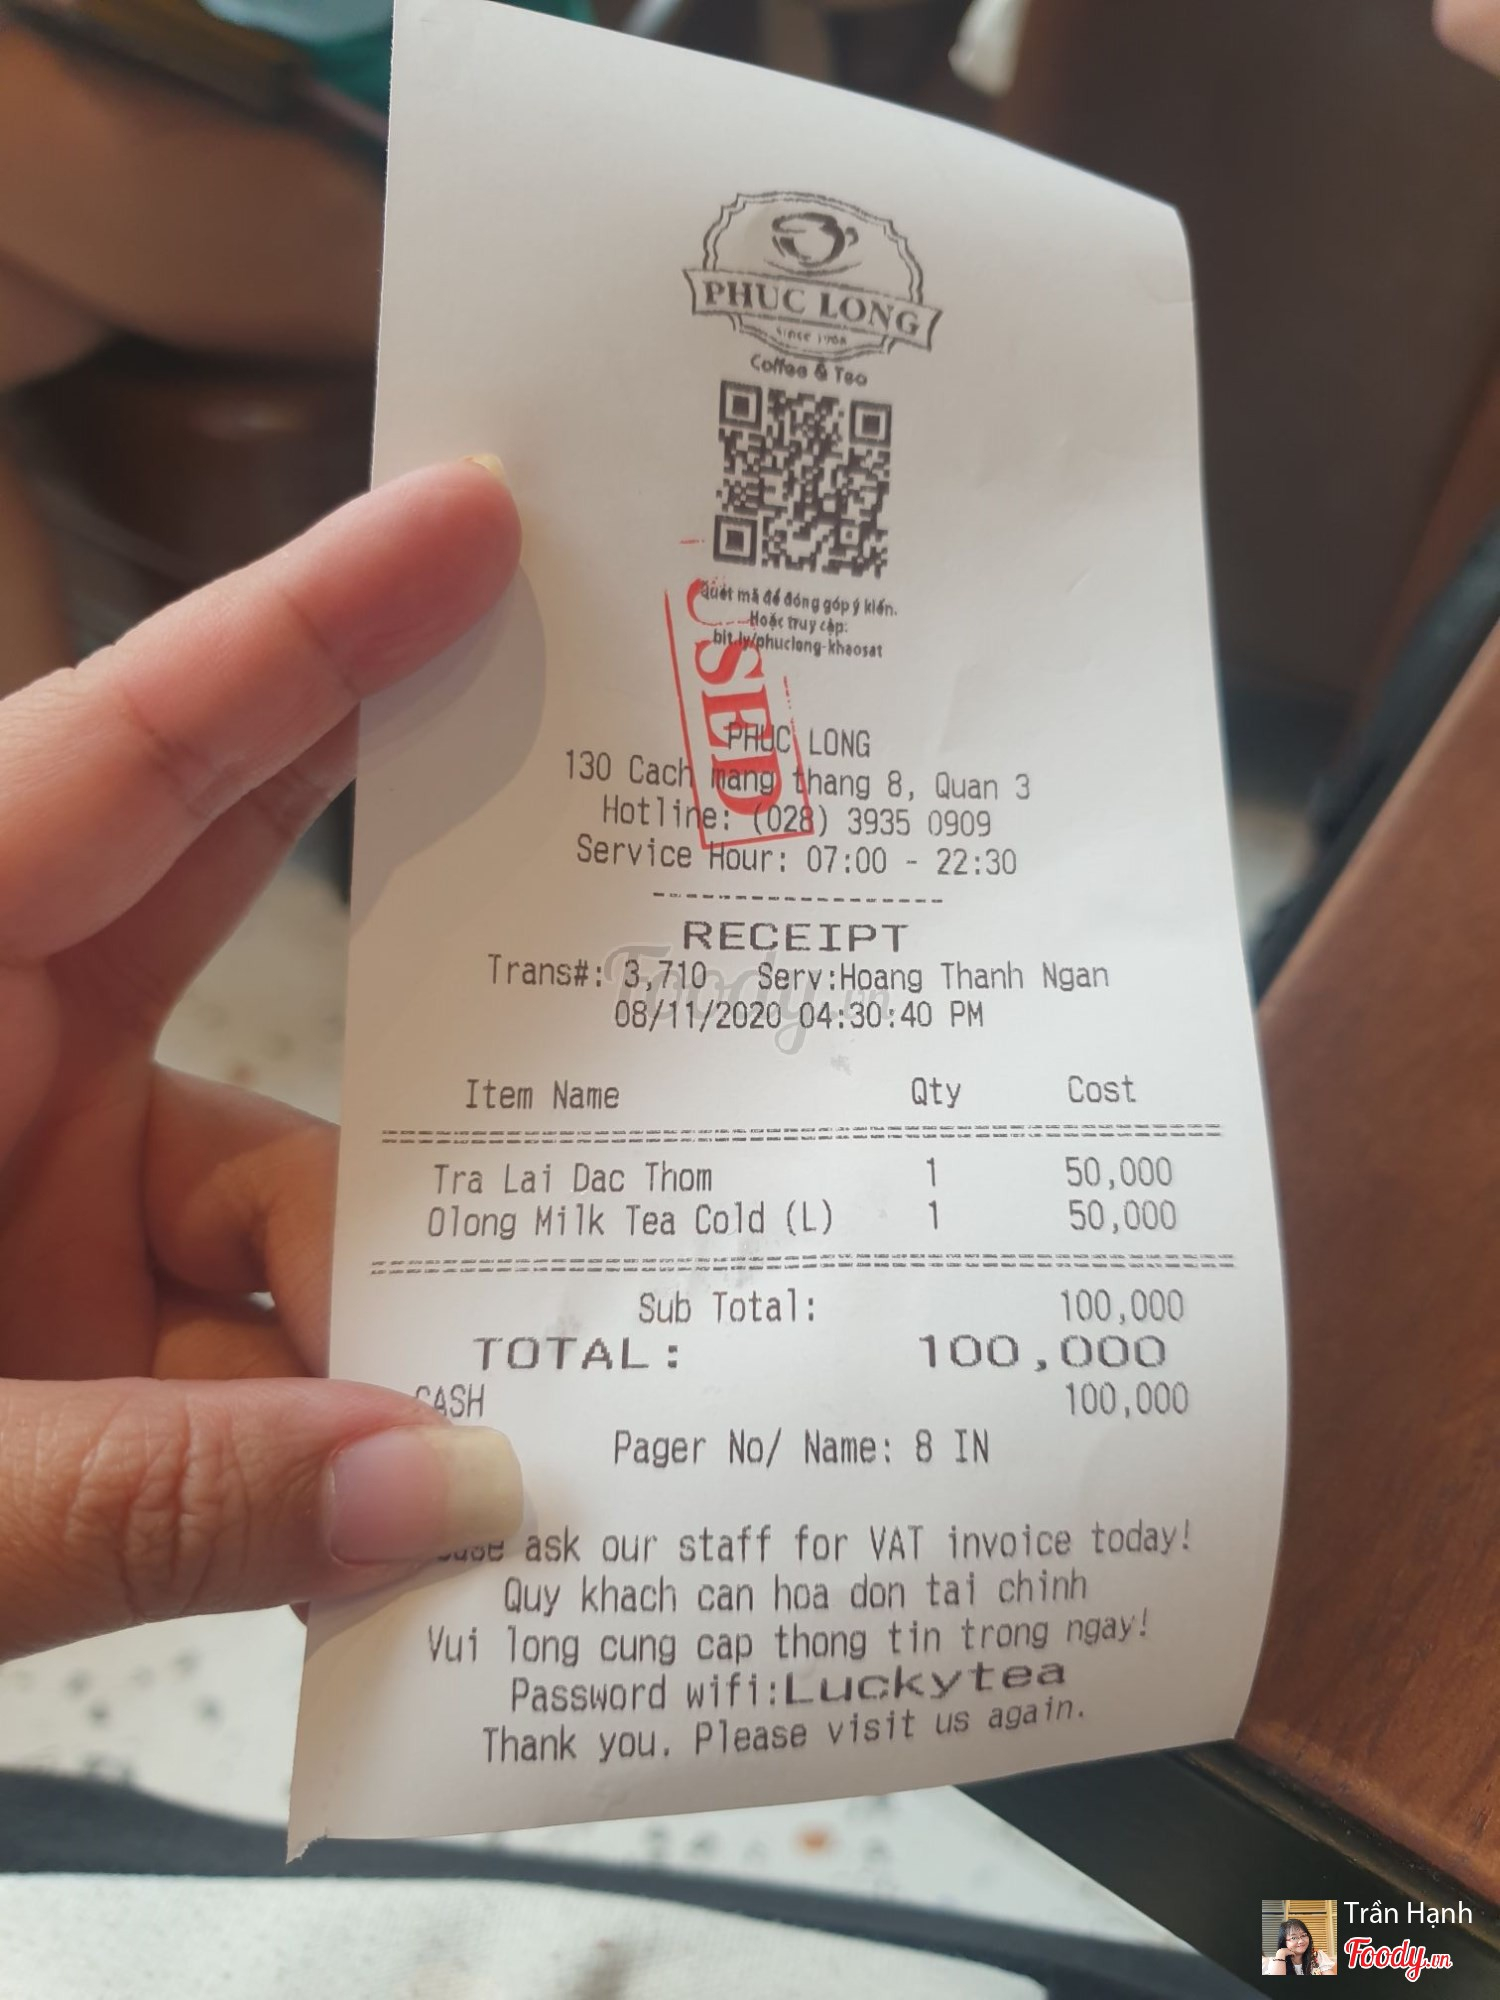 PHUC LONG
SINCE 1968
Coffee & Tea
Quét mã để đóng góp ý kiến.
Hoặc truy cập:
bit.ly/phuclong-khaosat
USED
PHUC LONG
130 Cach mang thang 8, Quan 3
Hotline: (028) 3935 0909
Service Hour: 07:00 - 22:30
RECEIPT
Trans#: 3,710 Serv:Hoang Thanh Ngan
08/11/2020 04:30:40 PM
Foody.vn
Item Name Qty Cost
Tra Lai Dac Thom 1 50,000
Olong Milk Tea Cold (L) 1 50,000
Sub Total: 100,000
TOTAL: 100,000
CASH 100,000
Pager No/ Name: 8 IN
ask our staff for VAT invoice today!
Quy khach can hoa don tai chinh
Vui long cung cap thong tin trong ngay!
Password wifi:Luckytea
Thank you. Please visit us again.
Trần Hạnh
Foody.vn